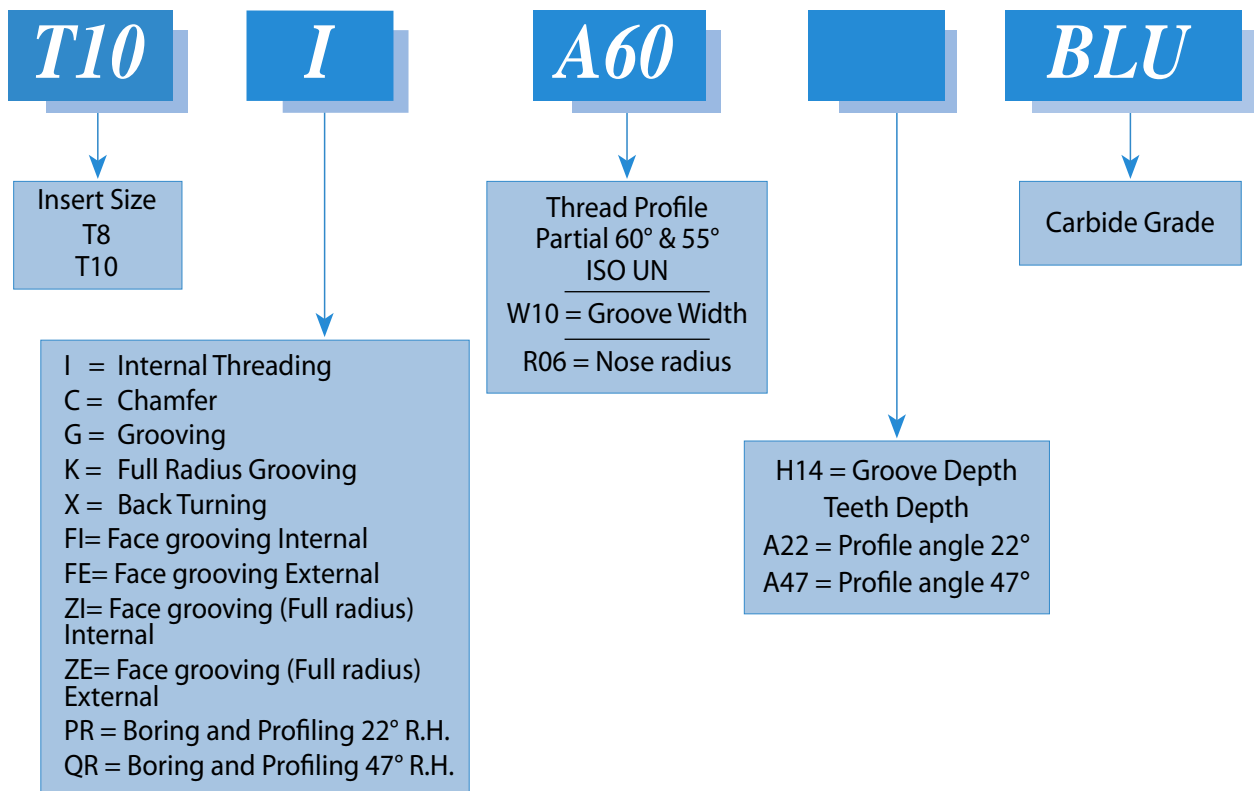 T10 I A60 BLU
Insert Size
T8
T10
I = Internal Threading
C = Chamfer
G = Grooving
K = Full Radius Grooving
X = Back Turning
FI= Face grooving Internal
FE= Face grooving External
ZI= Face grooving (Full radius)
Internal
ZE= Face grooving (Full radius)
External
PR = Boring and Profiling 22° R.H.
QR = Boring and Profiling 47° R.H.
Thread Profile
Partial 60° & 55°
ISO UN
W10 = Groove Width
R06 = Nose radius
H14 = Groove Depth
Teeth Depth
A22 = Profile angle 22°
A47 = Profile angle 47°
Carbide Grade